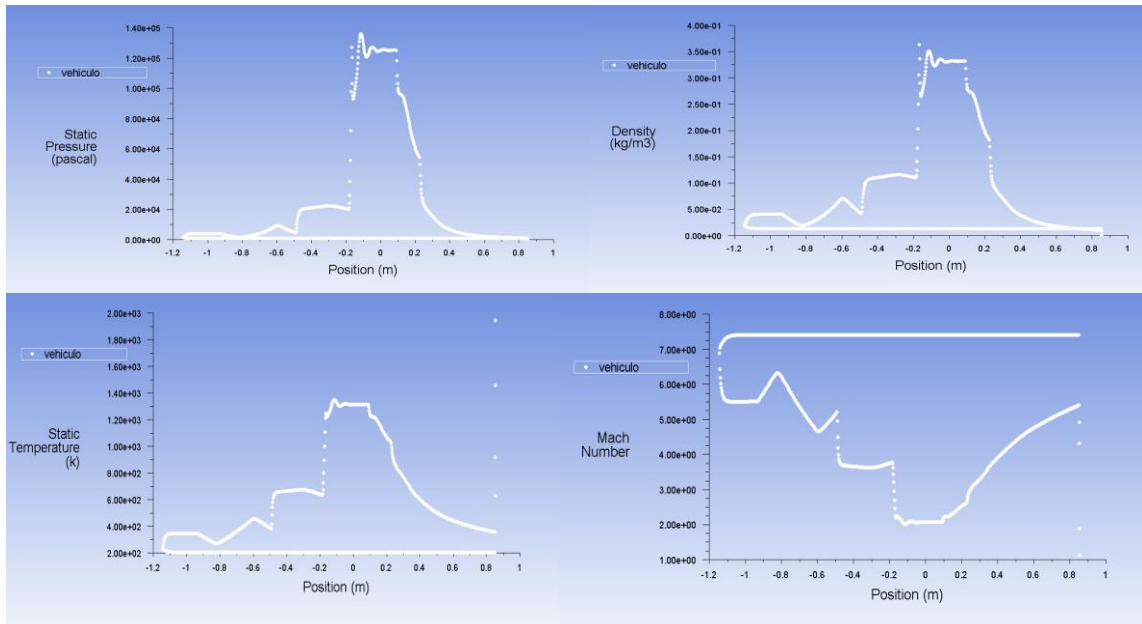 1.40e+05
1.20e+05
1.00e+05
8.00e+04
6.00e+04
4.00e+04
2.00e+04
0.00e+00
vehiculo
Static
Pressure
(pascal)
-1.2 -1 -0.8 -0.6 -0.4 -0.2 0 0.2 0.4 0.6 0.8 1
Position (m)
4.00e-01
3.50e-01
3.00e-01
2.50e-01
2.00e-01
1.50e-01
1.00e-01
5.00e-02
0.00e+00
vehiculo
Density
(kg/m3)
-1.2 -1 -0.8 -0.6 -0.4 -0.2 0 0.2 0.4 0.6 0.8 1
Position (m)
2.00e+03
1.80e+03
1.60e+03
1.40e+03
1.20e+03
1.00e+03
8.00e+02
6.00e+02
4.00e+02
2.00e+02
vehiculo
Static
Temperature
(k)
-1.2 -1 -0.8 -0.6 -0.4 -0.2 0 0.2 0.4 0.6 0.8 1
Position (m)
8.00e+00
7.00e+00
6.00e+00
5.00e+00
4.00e+00
3.00e+00
2.00e+00
1.00e+00
vehiculo
Mach
Number
-1.2 -1 -0.8 -0.6 -0.4 -0.2 0 0.2 0.4 0.6 0.8 1
Position (m)